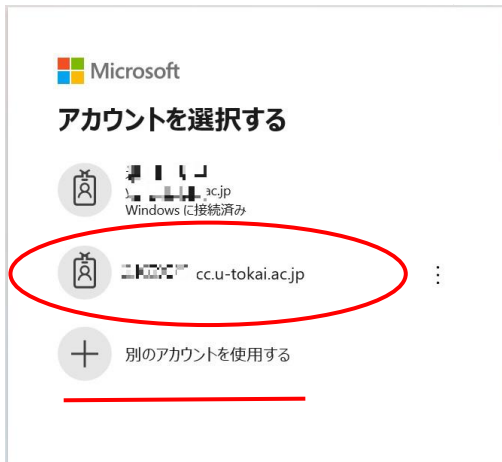 Microsoft
アカウントを選択する
ac.jp
Windows に接続済み
cc.u-tokai.ac.jp
別のアカウントを使用する